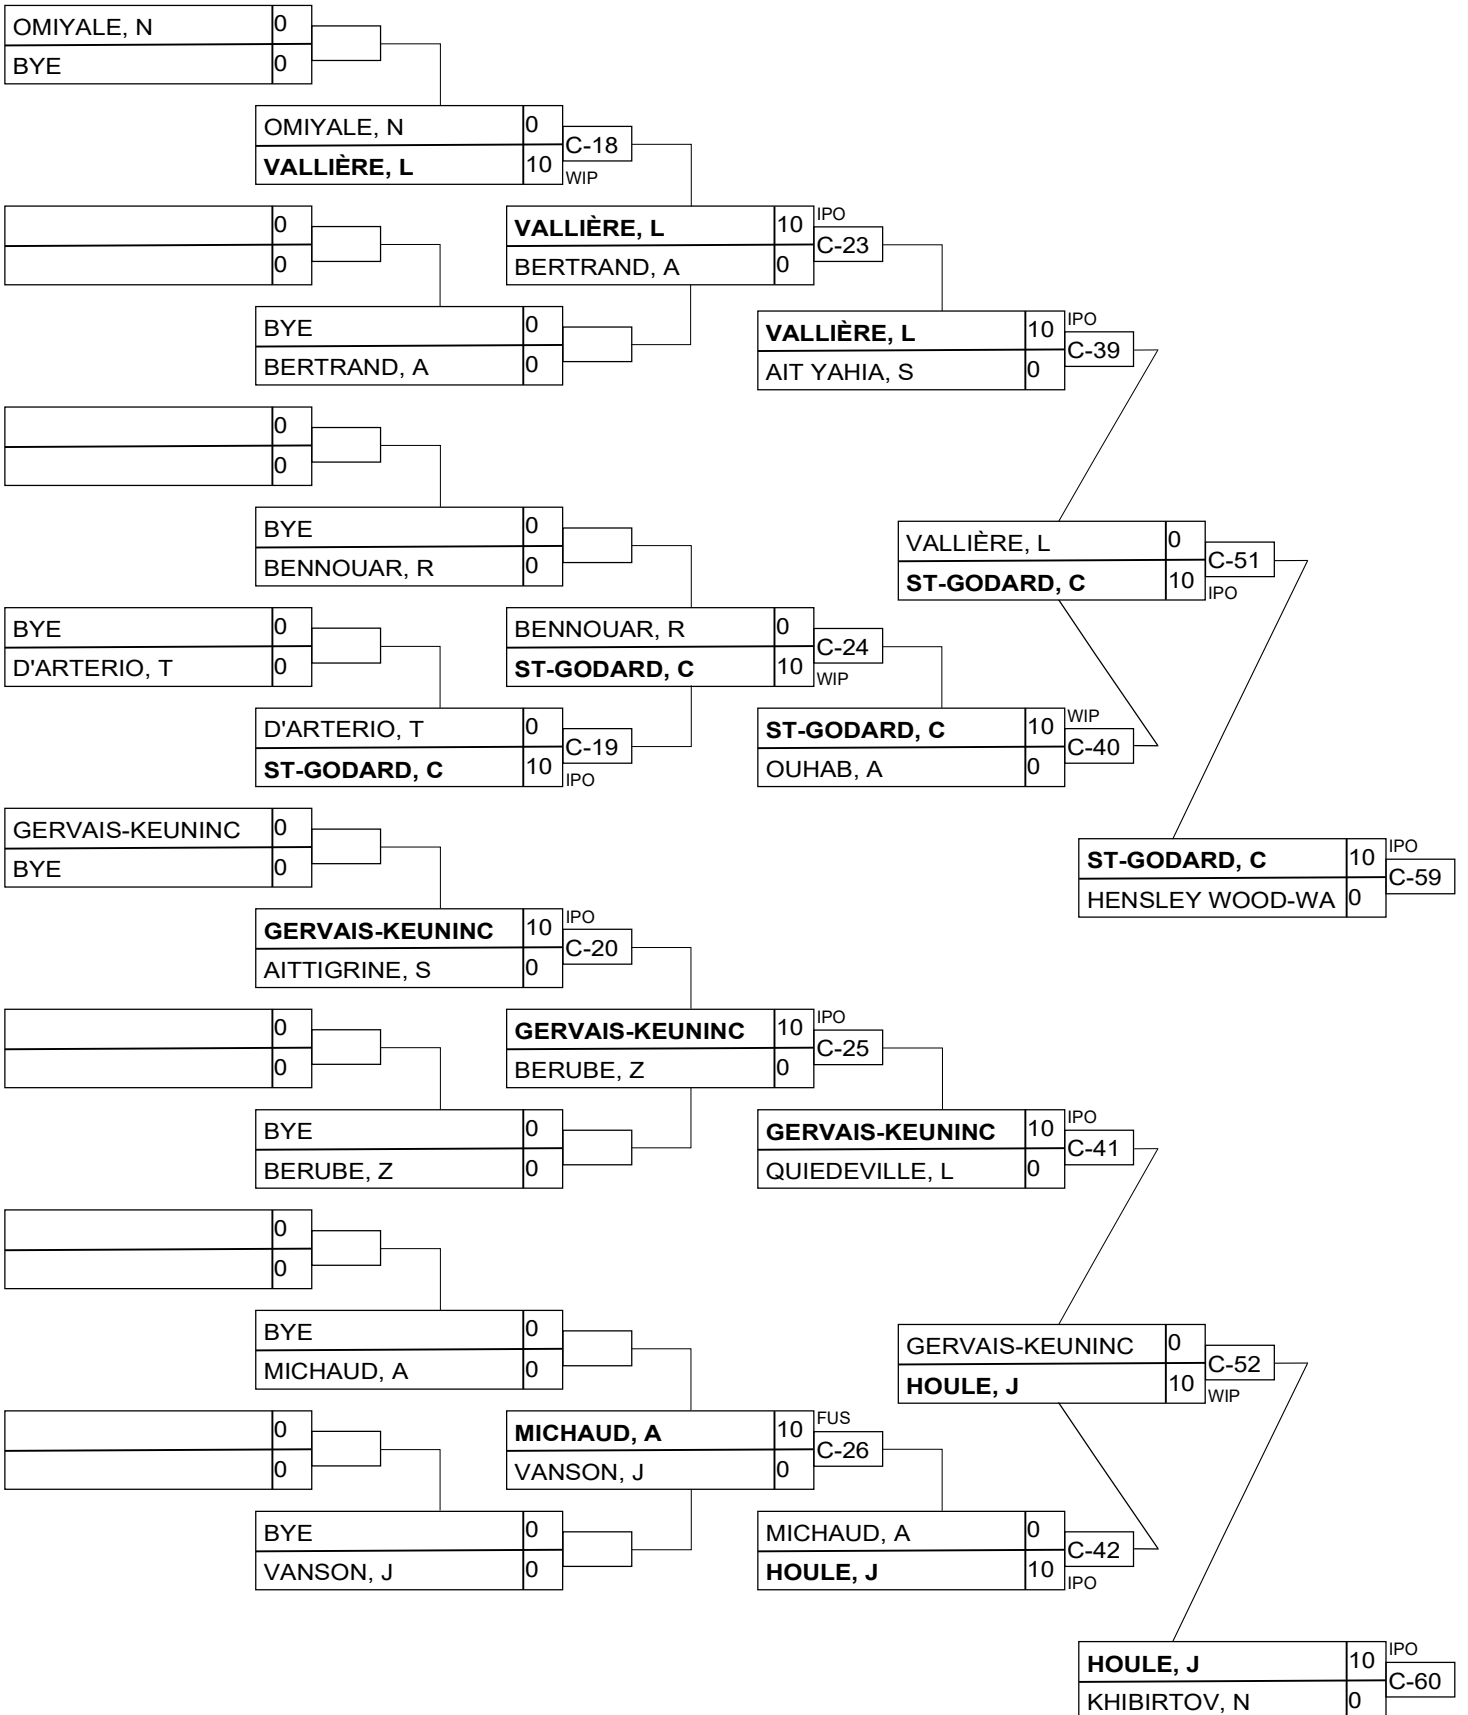 OMIYALE, N 0
BYE 0
OMIYALE, N 0
C-18
VALLIÈRE, L 10
WIP
0
0
VALLIÈRE, L 10 IPO
C-23
BERTRAND, A 0
BYE 0
BERTRAND, A 0
VALLIÈRE, L 10 IPO
C-39
AIT YAHIA, S 0
0
0
BYE 0
BENNOUAR, R 0
VALLIÈRE, L 0
C-51
ST-GODARD, C 10
IPO
BYE 0
D'ARTERIO, T 0
BENNOUAR, R 0
C-24
ST-GODARD, C 10
WIP
D'ARTERIO, T 0
C-19
ST-GODARD, C 10
IPO
ST-GODARD, C 10 WIP
C-40
OUHAB, A 0
GERVAIS-KEUNINC 0
BYE 0
ST-GODARD, C 10 IPO
C-59
HENSLEY WOOD-WA 0
GERVAIS-KEUNINC 10 IPO
C-20
AITTIGRINE, S 0
0
0
GERVAIS-KEUNINC 10 IPO
C-25
BERUBE, Z 0
BYE 0
BERUBE, Z 0
GERVAIS-KEUNINC 10 IPO
C-41
QUIEDEVILLE, L 0
0
0
BYE 0
MICHAUD, A 0
GERVAIS-KEUNINC 0
C-52
HOULE, J 10
WIP
0
0
MICHAUD, A 10 FUS
C-26
VANSON, J 0
BYE 0
VANSON, J 0
MICHAUD, A 0
C-42
HOULE, J 10
IPO
HOULE, J 10 IPO
C-60
KHIBIRTOV, N 0